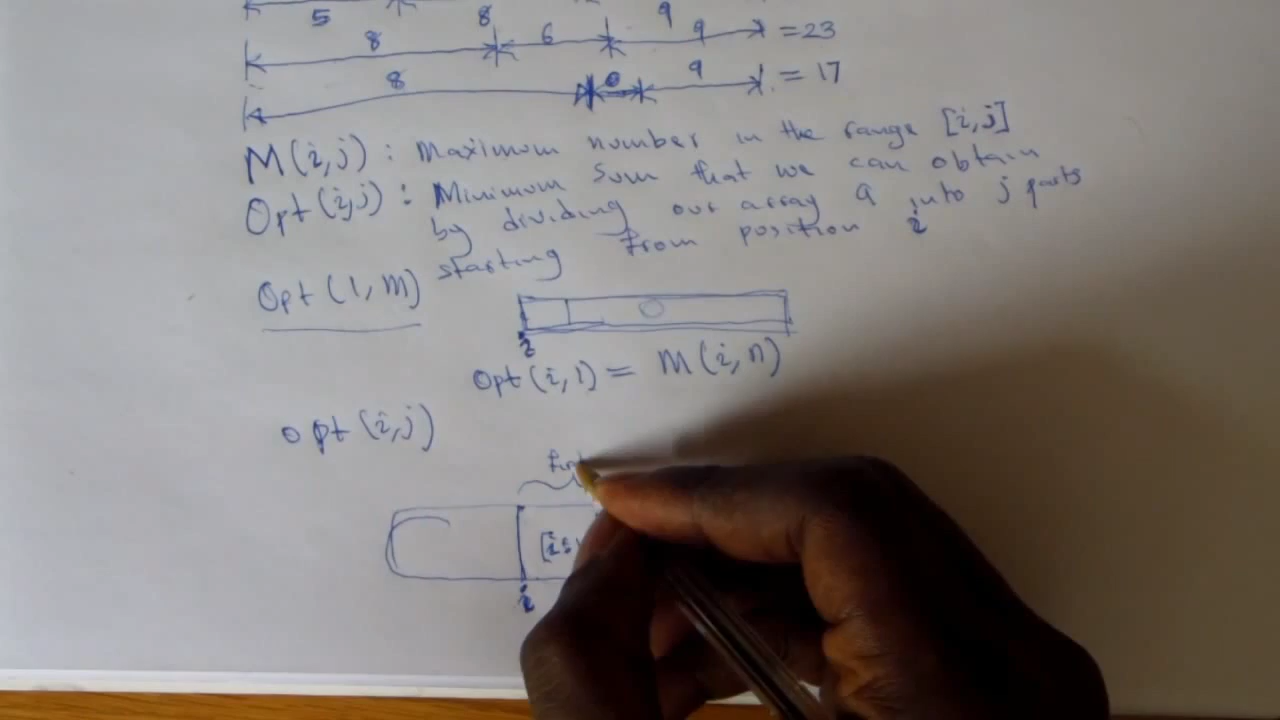 5 8 9
8 6 9 = 23
8 0 9 = 17
M(i,j) : Maximum number in the range [i,j]
Opt(i,j) : Minimum sum that we can obtain
by dividing our array a into j parts
starting from position i
Opt(1,M)
i
Opt(i,1) = M(i,n)
opt(i,j)
[i
i